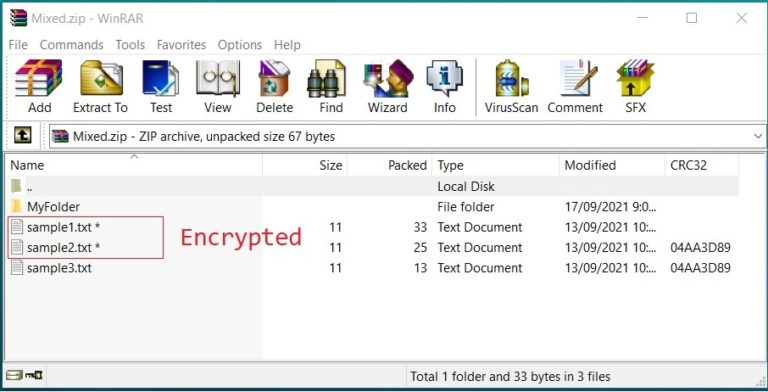 Mixed.zip - WinRAR
File Commands Tools Favorites Options Help
Add Extract To Test View Delete Find Wizard Info VirusScan Comment SFX
Mixed.zip - ZIP archive, unpacked size 67 bytes
Name Size Packed Type Modified CRC32
.. Local Disk
MyFolder File folder 17/09/2021 9:0...
sample1.txt * 11 33 Text Document 13/09/2021 10:...
Encrypted
sample2.txt * 11 25 Text Document 13/09/2021 10:... 04AA3D89
sample3.txt 11 13 Text Document 13/09/2021 10:... 04AA3D89
Total 1 folder and 33 bytes in 3 files